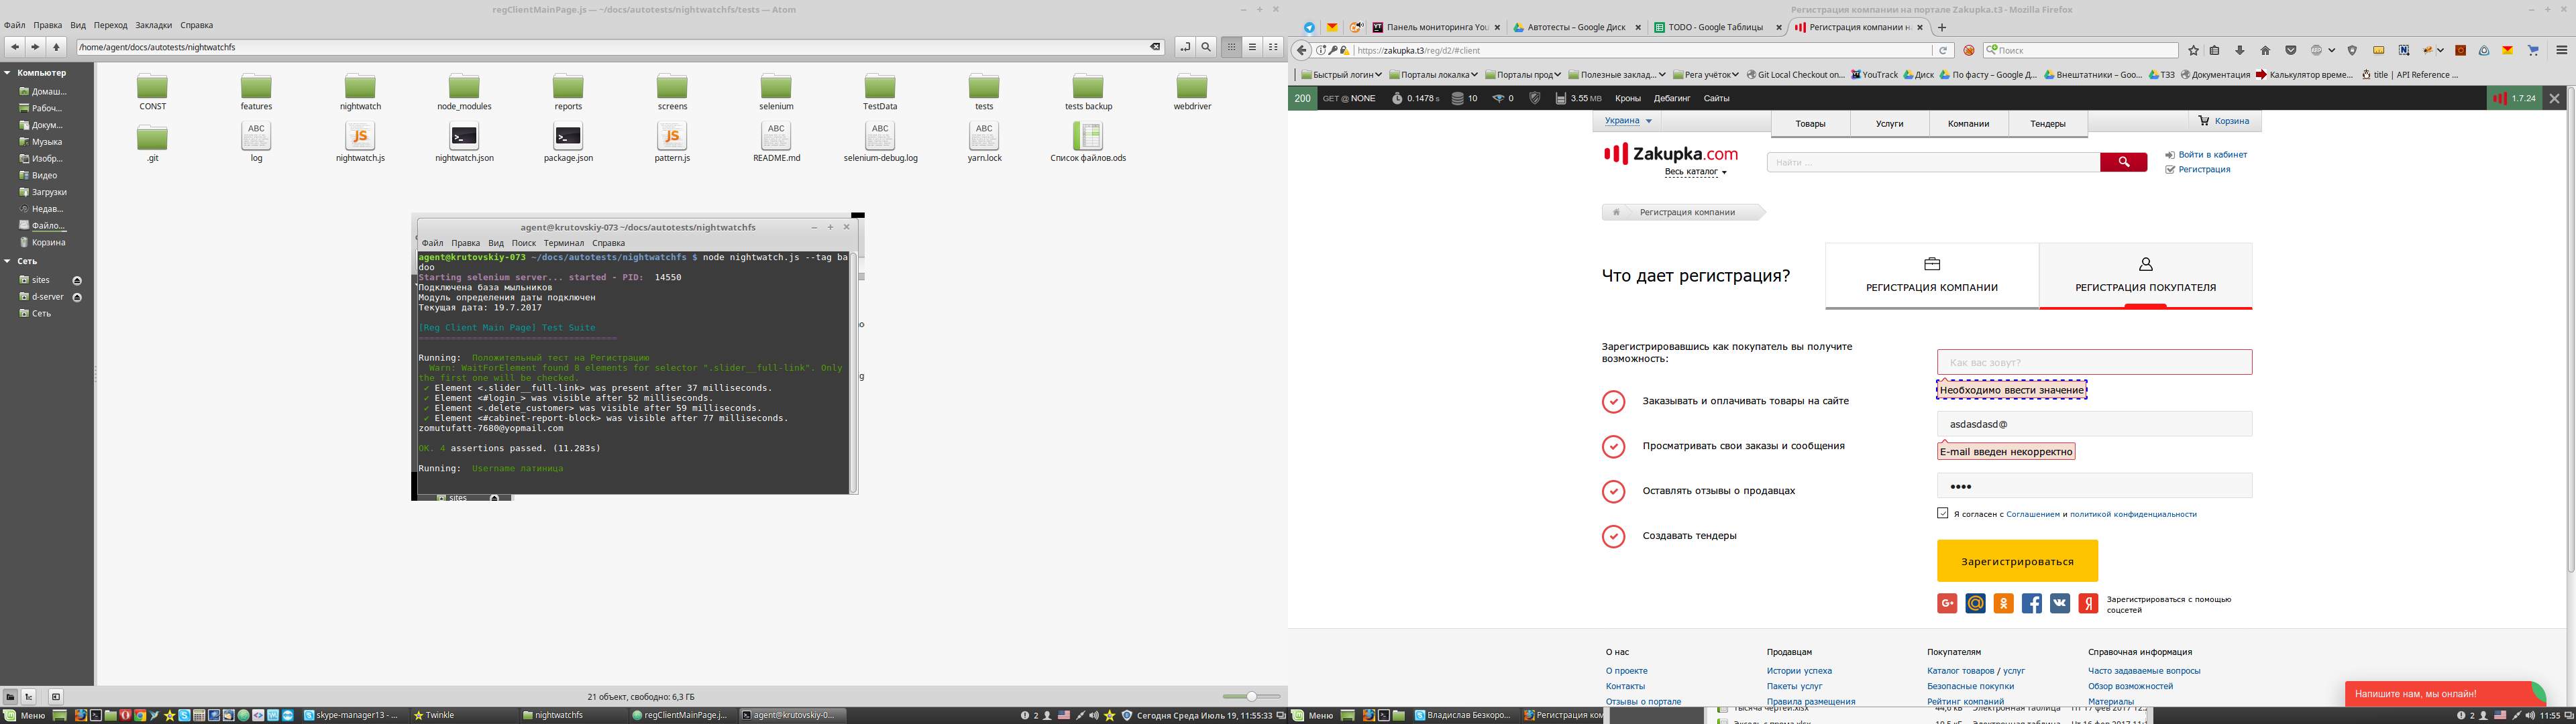 regClientMainPage.js — ~/docs/autotests/nightwatchfs/tests — Atom
Файл Правка Вид Переход Закладки Справка
/home/agent/docs/autotests/nightwatchfs
Компьютер
Домаш...
Рабоч...
Докум...
Музыка
Изобр...
Видео
Загрузки
Недав...
Файло...
Корзина
Сеть
sites
d-server
Сеть
CONST features nightwatch node_modules reports screens selenium TestData tests tests backup webdriver
.git log nightwatch.js nightwatch.json package.json pattern.js README.md selenium-debug.log yarn.lock Список файлов.ods
agent@krutovskiy-073 ~/docs/autotests/nightwatchfs
Файл Правка Вид Поиск Терминал Справка
agent@krutovskiy-073 ~/docs/autotests/nightwatchfs $ node nightwatch.js --tag ba
doo
Starting selenium server... started - PID: 14550
Подключена база мыльников
Модуль определения даты подключен
Текущая дата: 19.7.2017
[Reg Client Main Page] Test Suite
=====================================
Running: Положительный тест на Регистрацию
Warn: WaitForElement found 8 elements for selector ".slider__full-link". Only
the first one will be checked.
✔ Element <.slider__full-link> was present after 37 milliseconds.
✔ Element <#login_> was visible after 52 milliseconds.
✔ Element <.delete_customer> was visible after 59 milliseconds.
✔ Element <#cabinet-report-block> was visible after 77 milliseconds.
zomutufatt-7680@yopmail.com
OK. 4 assertions passed. (11.283s)
Running: Username латиница
sites
21 объект, свободно: 6,3 ГБ
Меню skype-manager13 - ... Twinkle nightwatchfs regClientMainPage.j... agent@krutovskiy-0... 2 Сегодня Среда Июль 19, 11:55:33
Регистрация компании на портале Zakupka.t3 - Mozilla Firefox
Панель мониторинга You Автотесты – Google Диск TODO - Google Таблицы Регистрация компании на
https://zakupka.t3/reg/d2/#client Поиск
Быстрый логин Порталы локалка Порталы прод Полезные заклад... Рега учёток Git Local Checkout on... YouTrack Диск По фасту – Google Д... Внештатники – Goo... ТЗЗ Документация Калькулятор време... title | API Reference ...
200 GET @ NONE 0.1478 s 10 0 3.55 MB Кроны Дебагинг Сайты 1.7.24
Украина Товары Услуги Компании Тендеры Корзина
Zakupka.com
Весь каталог
Найти ...
Войти в кабинет
Регистрация
Регистрация компании
Что дает регистрация?
РЕГИСТРАЦИЯ КОМПАНИИ РЕГИСТРАЦИЯ ПОКУПАТЕЛЯ
Зарегистрировавшись как покупатель вы получите
возможность:
Заказывать и оплачивать товары на сайте
Просматривать свои заказы и сообщения
Оставлять отзывы о продавцах
Создавать тендеры
Как вас зовут?
Необходимо ввести значение
asdasdasd@
E-mail введен некорректно
••••
Я согласен с Соглашением и политикой конфиденциальности
Зарегистрироваться
Зарегистрироваться с помощью
соцсетей
О нас Продавцам Покупателям Справочная информация
О проекте Истории успеха Каталог товаров / услуг Часто задаваемые вопросы
Контакты Пакеты услуг Безопасные покупки Обзор возможностей
Отзывы о портале Правила размещения Рейтинг компаний Материалы
Напишите нам, мы онлайн!
Меню Владислав Безкоро... Регистрация ком 2 11:55